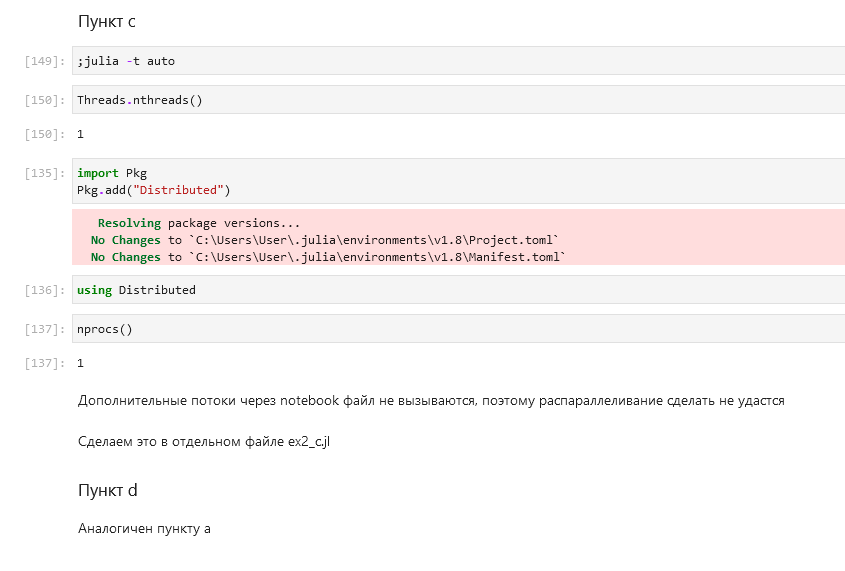 Пункт c
[149]: ;julia -t auto
[150]: Threads.nthreads()
[150]: 1
[135]: import Pkg
Pkg.add("Distributed")
Resolving package versions...
No Changes to `C:\Users\User\.julia\environments\v1.8\Project.toml`
No Changes to `C:\Users\User\.julia\environments\v1.8\Manifest.toml`
[136]: using Distributed
[137]: nprocs()
[137]: 1
Дополнительные потоки через notebook файл не вызываются, поэтому распараллеливание сделать не удастся
Сделаем это в отдельном файле ex2_c.jl
Пункт d
Аналогичен пункту a